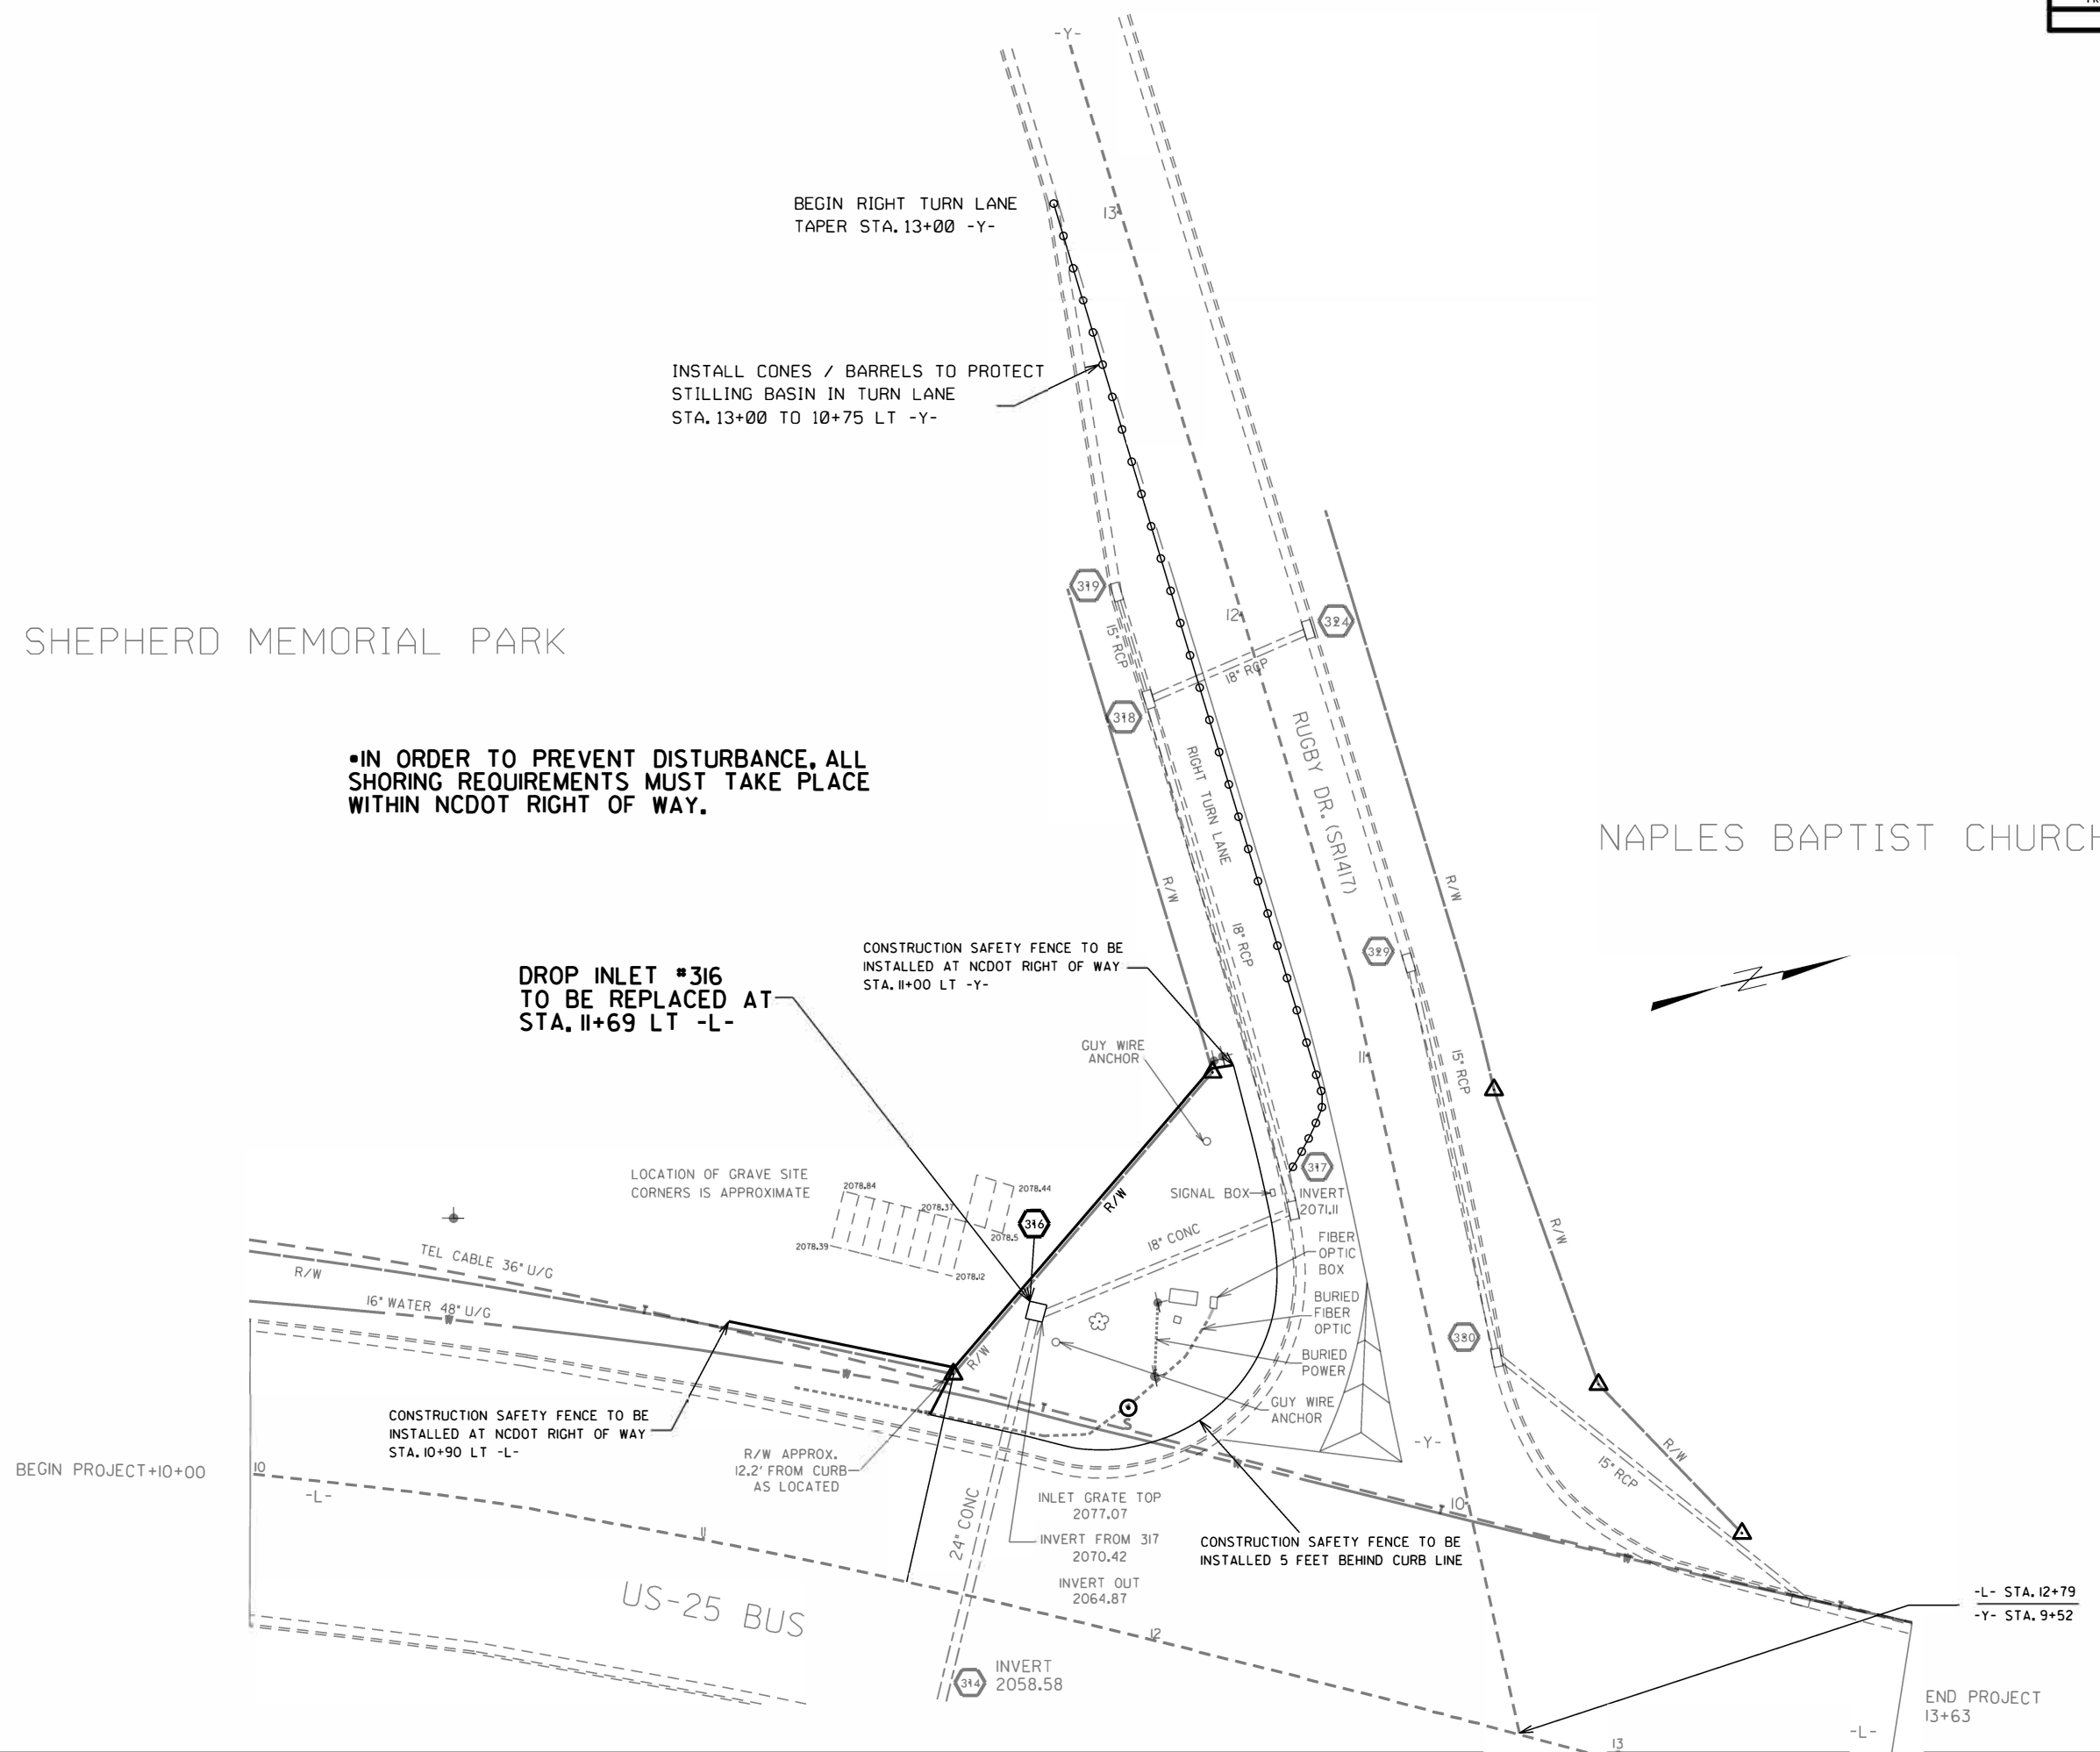 -Y-
BEGIN RIGHT TURN LANE
TAPER STA. 13+00 -Y-
13
INSTALL CONES / BARRELS TO PROTECT
STILLING BASIN IN TURN LANE
STA. 13+00 TO 10+75 LT -Y-
319
15" RCP
12
324
18" RCP
318
SHEPHERD MEMORIAL PARK
RUGBY DR. (SR1417)
RIGHT TURN LANE
•IN ORDER TO PREVENT DISTURBANCE, ALL
SHORING REQUIREMENTS MUST TAKE PLACE
WITHIN NCDOT RIGHT OF WAY.
NAPLES BAPTIST CHURCH
R/W
R/W
18" RCP
329
CONSTRUCTION SAFETY FENCE TO BE
INSTALLED AT NCDOT RIGHT OF WAY
STA. 11+00 LT -Y-
DROP INLET #316
TO BE REPLACED AT
STA. 11+69 LT -L-
N
GUY WIRE
ANCHOR
11
15" RCP
317
LOCATION OF GRAVE SITE
CORNERS IS APPROXIMATE
2078.84
2078.44
2078.37
2078.5
2078.39
2078.12
316
R/W
SIGNAL BOX
INVERT
2071.11
18" CONC
FIBER
OPTIC
BOX
R/W
TEL CABLE 36" U/G
R/W
16" WATER 48" U/G
T
W
BURIED
FIBER
OPTIC
BURIED
POWER
330
R/W
W
T
S
GUY WIRE
ANCHOR
CONSTRUCTION SAFETY FENCE TO BE
INSTALLED AT NCDOT RIGHT OF WAY
STA. 10+90 LT -L-
R/W APPROX.
12.2' FROM CURB
AS LOCATED
-Y-
R/W
15" RCP
W
BEGIN PROJECT+10+00
10
-L-
11
24" CONC
INLET GRATE TOP
2077.07
INVERT FROM 317
2070.42
INVERT OUT
2064.87
T
10
CONSTRUCTION SAFETY FENCE TO BE
INSTALLED 5 FEET BEHIND CURB LINE
W
T
US-25 BUS
12
-L- STA. 12+79
-Y- STA. 9+52
314
INVERT
2058.58
END PROJECT
13+63
-L-
13